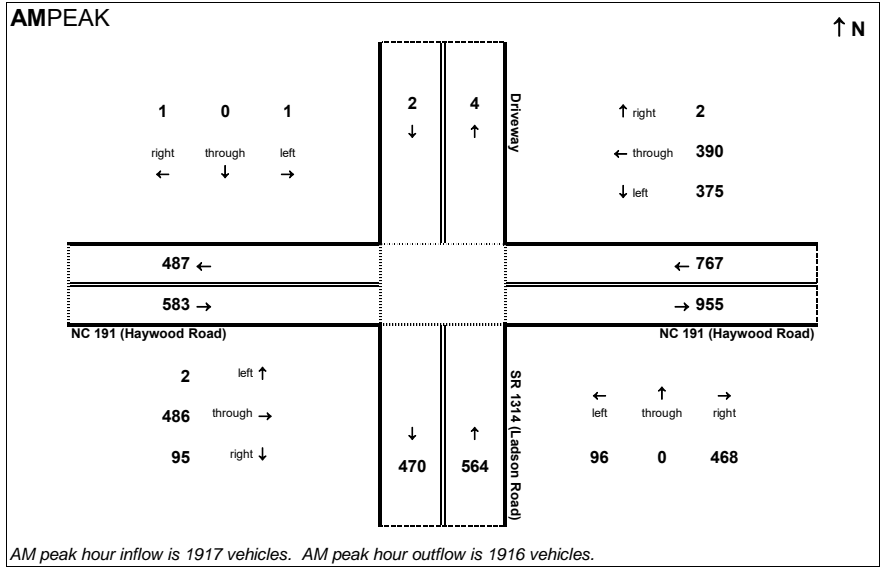 AM PEAK
↑ N
1 0 1
right through left
← ↓ →
2 4
↓ ↑
Driveway
↑ right 2
← through 390
↓ left 375
487 ←
← 767
583 →
→ 955
NC 191 (Haywood Road)
NC 191 (Haywood Road)
2 left ↑
486 through →
95 right ↓
↓ ↑
470 564
SR 1314 (Ladson Road)
← ↑ →
left through right
96 0 468
AM peak hour inflow is 1917 vehicles. AM peak hour outflow is 1916 vehicles.